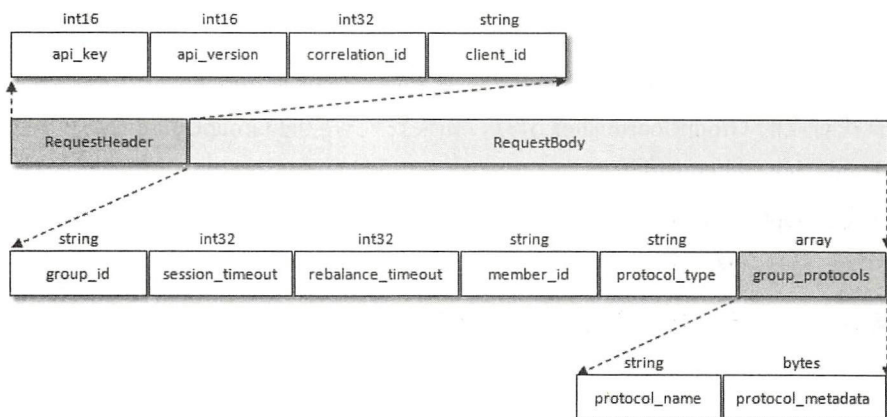 int16 int16 int32 string
api_key api_version correlation_id client_id
RequestHeader RequestBody
string int32 int32 string string array
group_id session_timeout rebalance_timeout member_id protocol_type group_protocols
string bytes
protocol_name protocol_metadata